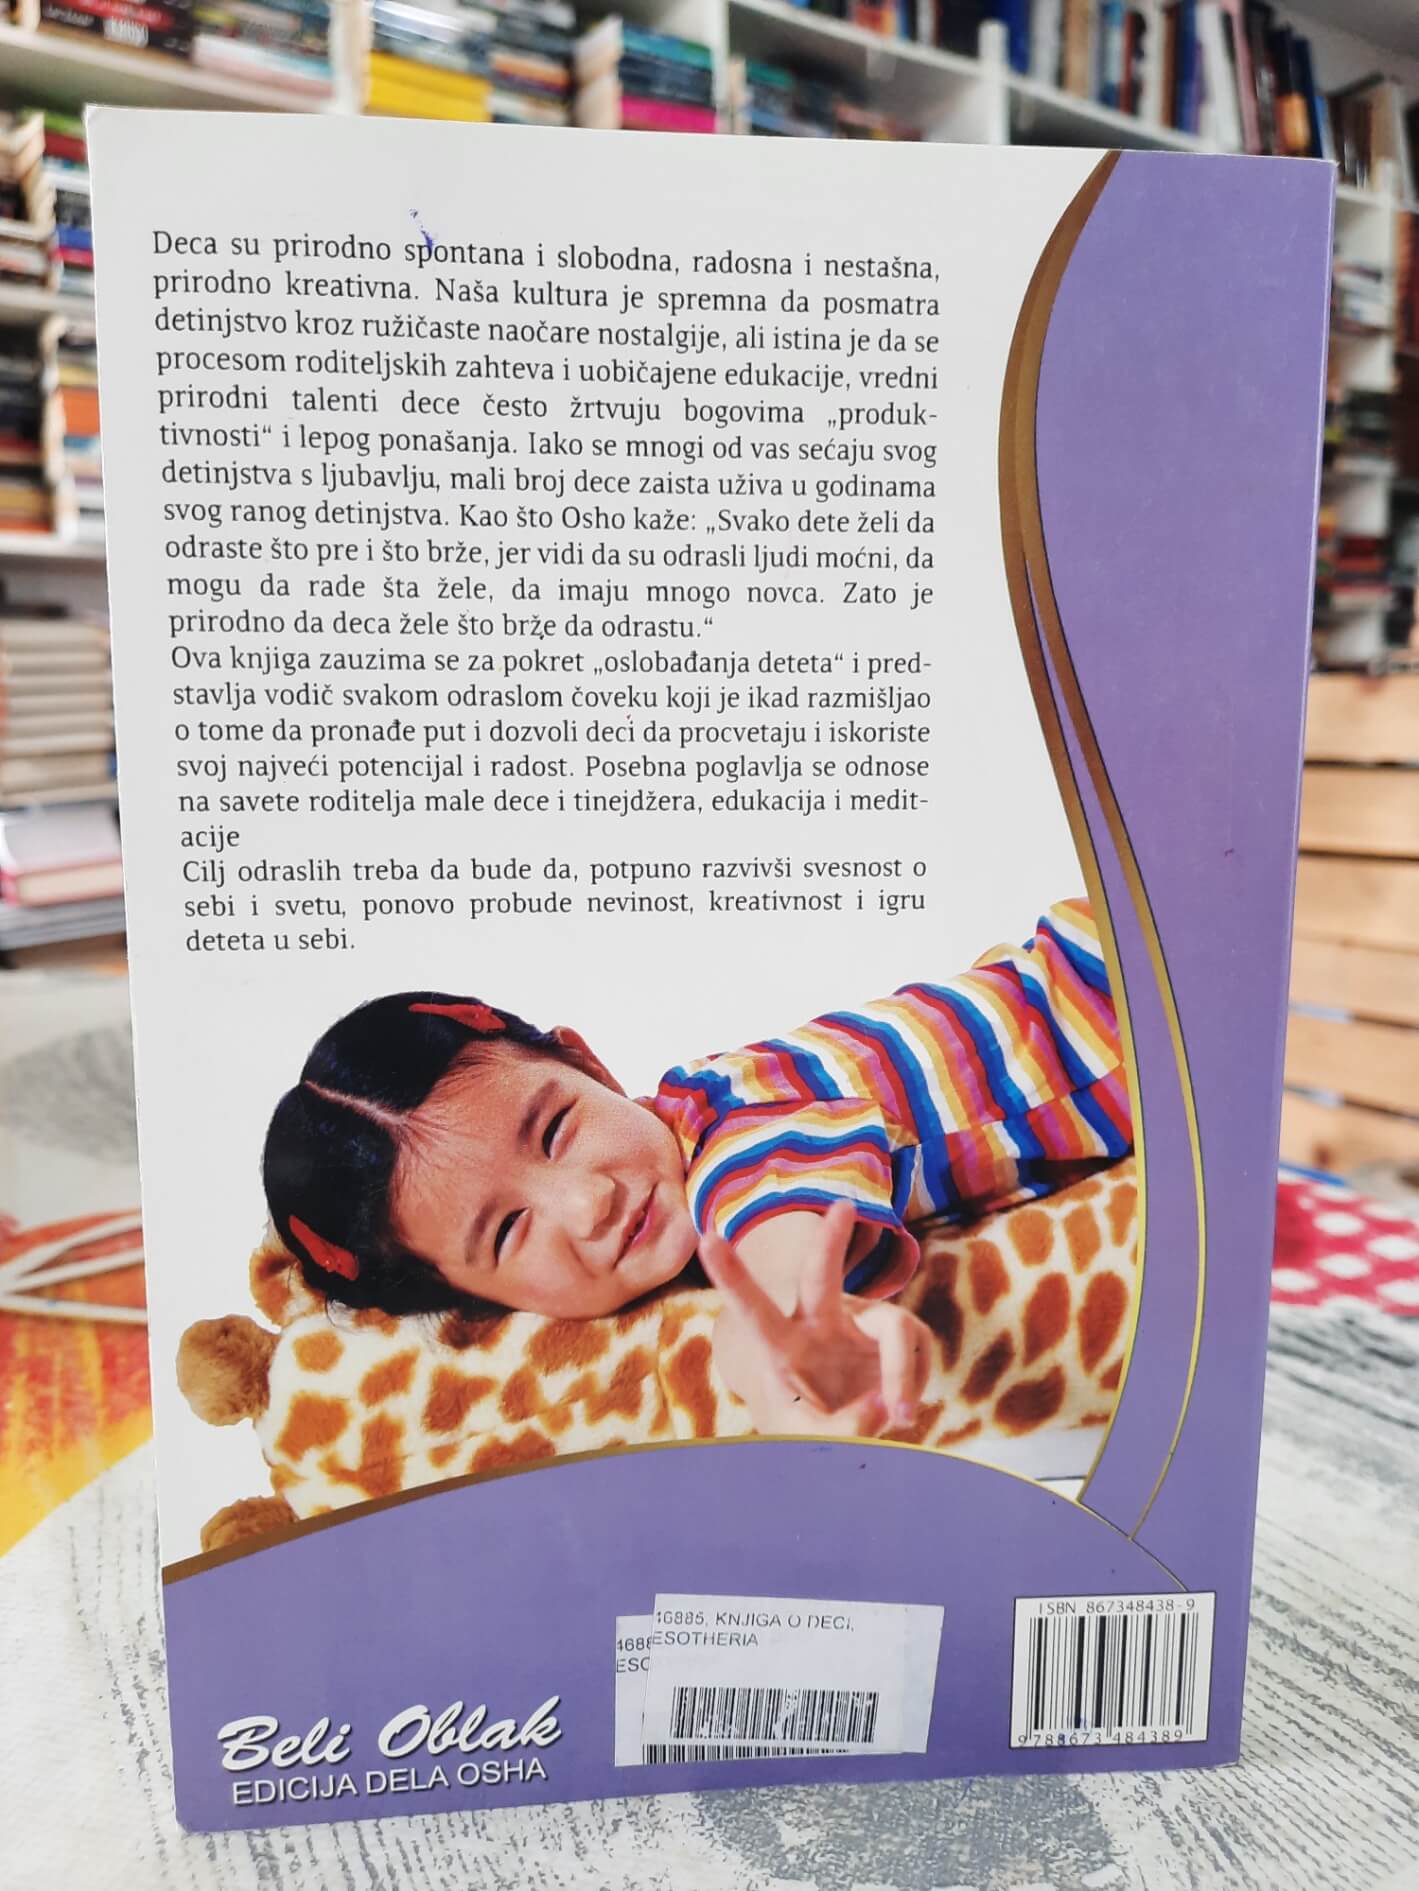 Deca su prirodno spontana i slobodna, radosna i nestašna,
prirodno kreativna. Naša kultura je spremna da posmatra
detinjstvo kroz ružičaste naočare nostalgije, ali istina je da se
procesom roditeljskih zahteva i uobičajene edukacije, vredni
prirodni talenti dece često žrtvuju bogovima „produk-
tivnosti“ i lepog ponašanja. Iako se mnogi od vas sećaju svog
detinjstva s ljubavlju, mali broj dece zaista uživa u godinama
svog ranog detinjstva. Kao što Osho kaže: „Svako dete želi da
odraste što pre i što brže, jer vidi da su odrasli ljudi moćni, da
mogu da rade šta žele, da imaju mnogo novca. Zato je
prirodno da deca žele što brže da odrastu.“
Ova knjiga zauzima se za pokret „oslobađanja deteta“ i pred-
stavlja vodič svakom odraslom čoveku koji je ikad razmišljao
o tome da pronađe put i dozvoli deci da procvetaju i iskoriste
svoj najveći potencijal i radost. Posebna poglavlja se odnose
na savete roditelja male dece i tinejdžera, edukacija i medit-
acije
Cilj odraslih treba da bude da, potpuno razvivši svesnost o
sebi i svetu, ponovo probude nevinost, kreativnost i igru
deteta u sebi.
Beli Oblak
EDICIJA DELA OSHA
46885, KNJIGA O DECI,
ESOTHERIA
4688
ESO
ISBN 867348438-9
9788673484389